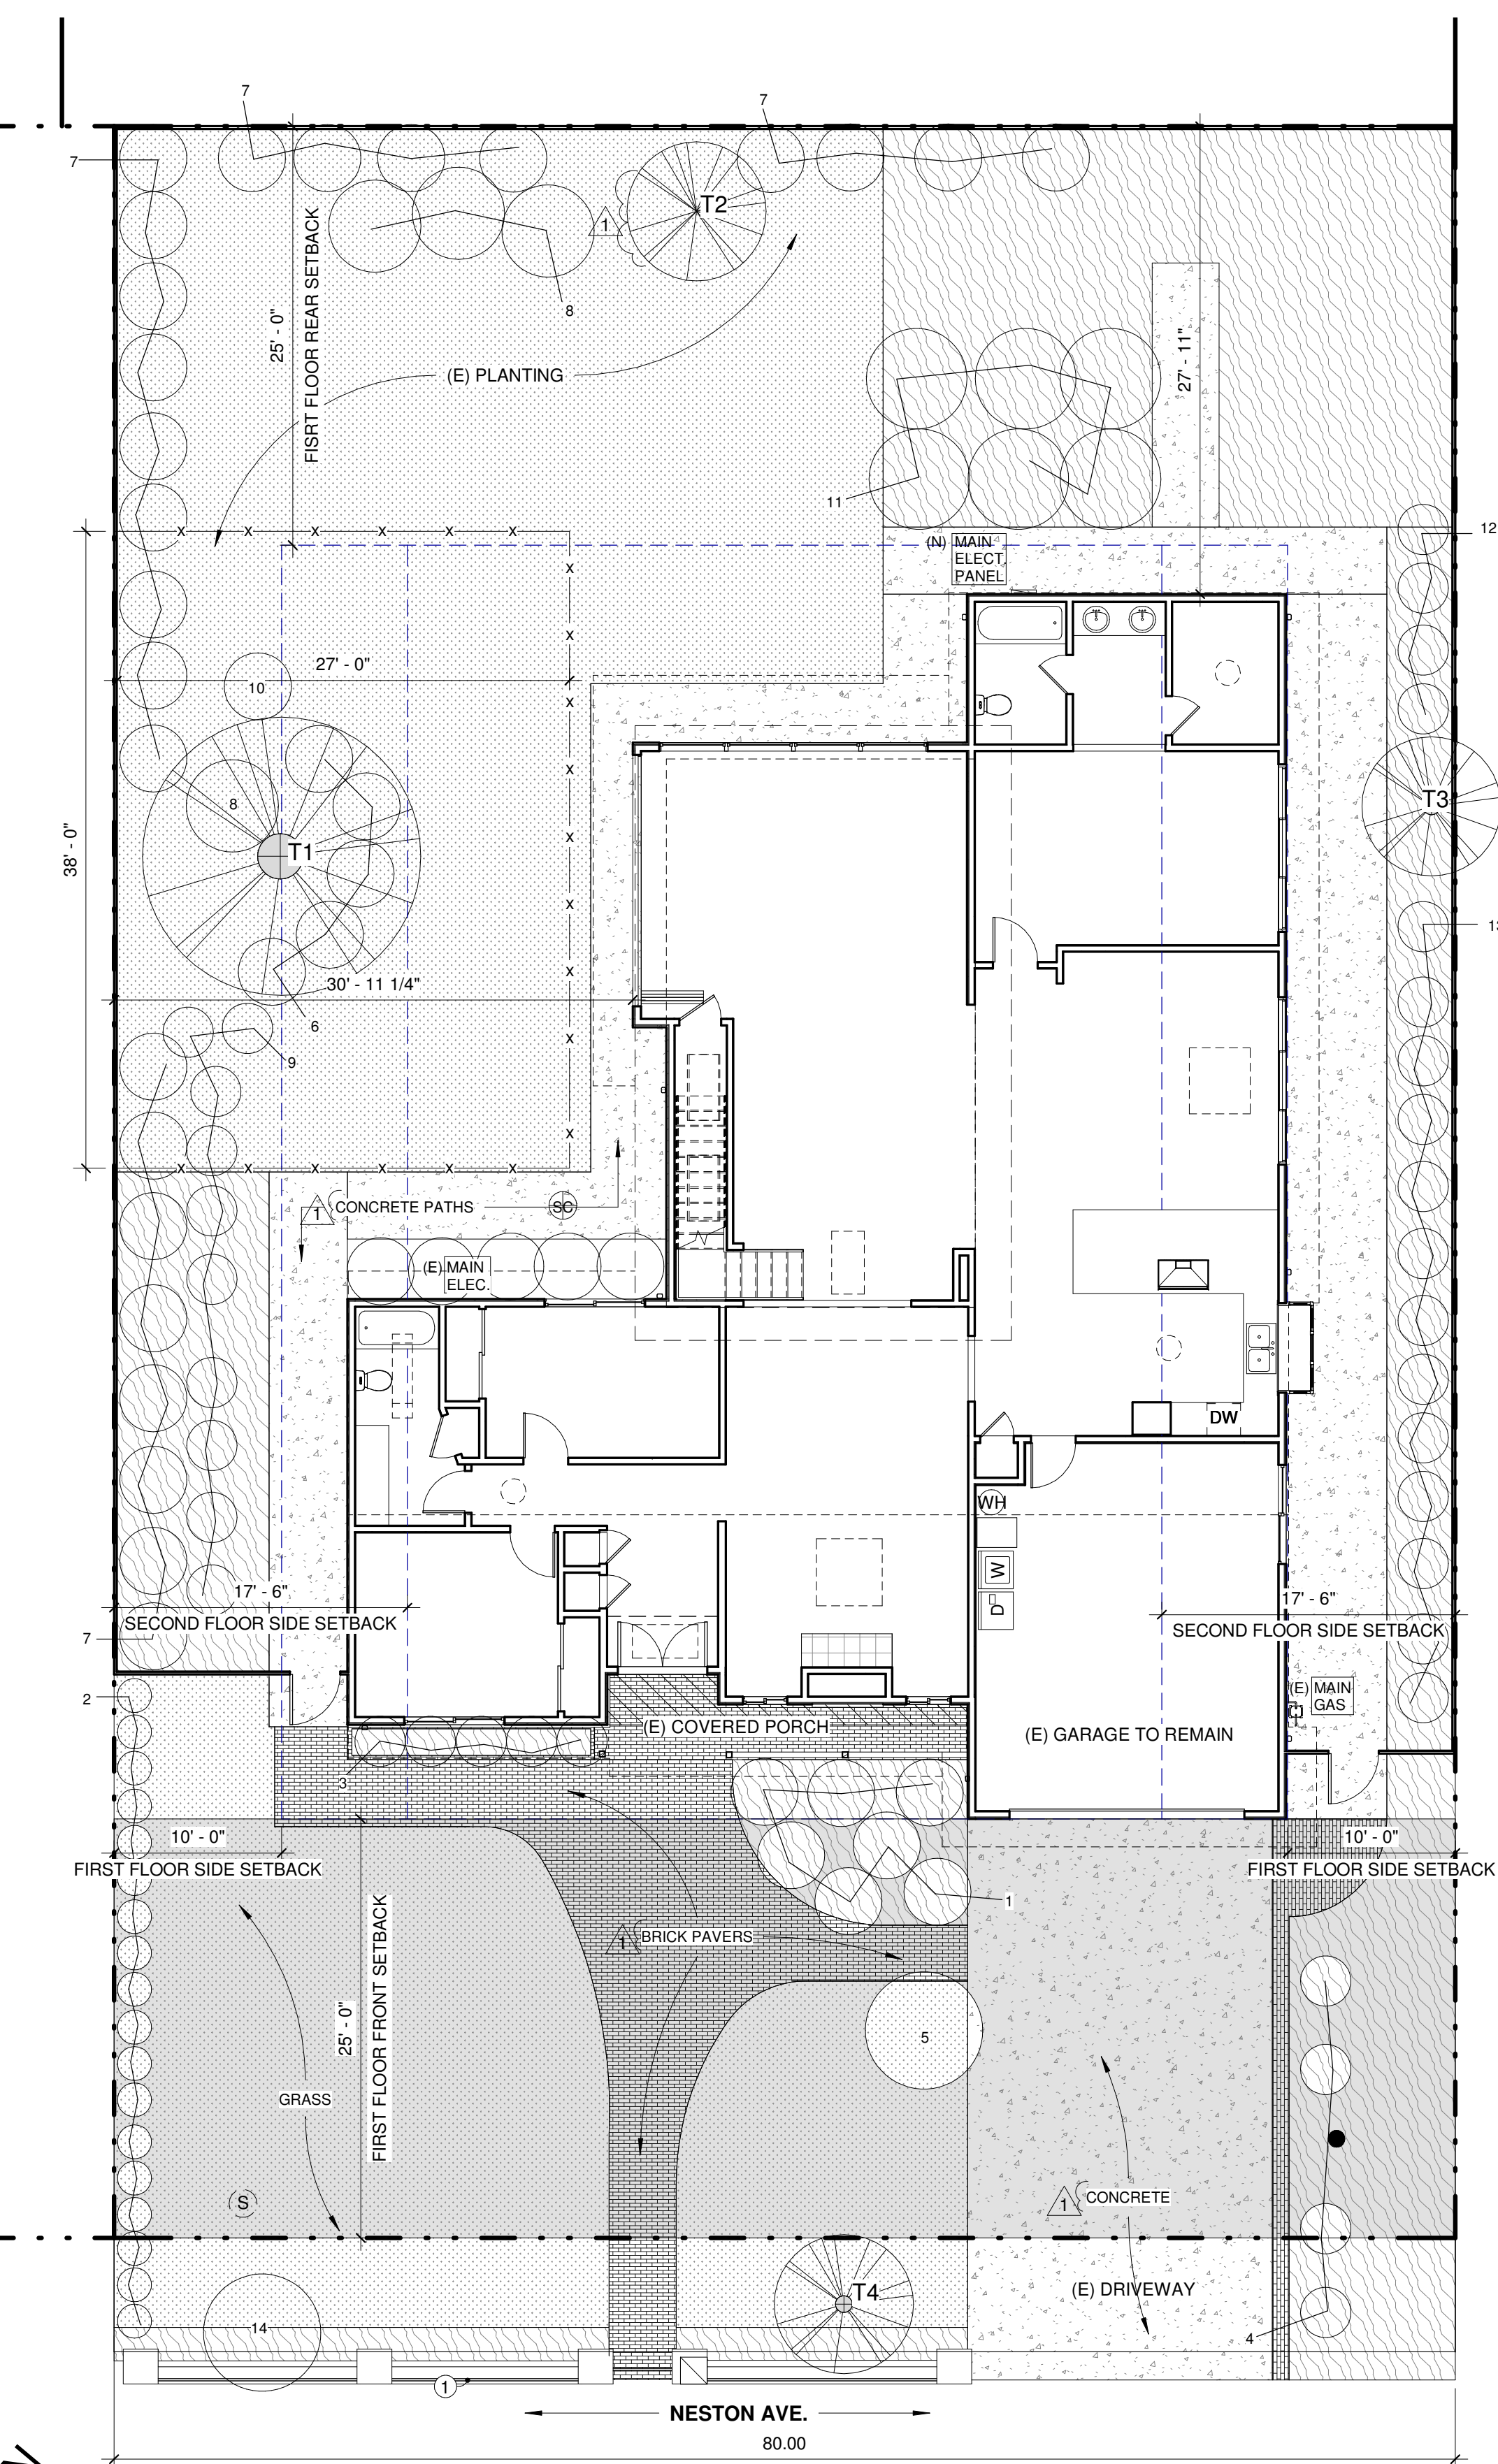 7
7
7
T2
1
8
25' - 0"
FISRT FLOOR REAR SETBACK
(E) PLANTING
27' - 11"
11
12
(N) MAIN
ELECT.
PANEL
x x x x x x
x
x
27' - 0"
10
x
x
8
T3
38' - 0"
T1
x
x
13
x
30' - 11 1/4"
6
x
9
x
x x x x x x
1
CONCRETE PATHS
SC
(E) MAIN
ELEC.
DW
WH
W
D
17' - 6"
SECOND FLOOR SIDE SETBACK
17' - 6"
SECOND FLOOR SIDE SETBACK
7
2
(E) MAIN
GAS
(E) COVERED PORCH
(E) GARAGE TO REMAIN
3
10' - 0"
FIRST FLOOR SIDE SETBACK
10' - 0"
FIRST FLOOR SIDE SETBACK
1
1
BRICK PAVERS
25' - 0"
FIRST FLOOR FRONT SETBACK
5
GRASS
S
1
CONCRETE
T4
(E) DRIVEWAY
14
4
1
NESTON AVE.
80.00